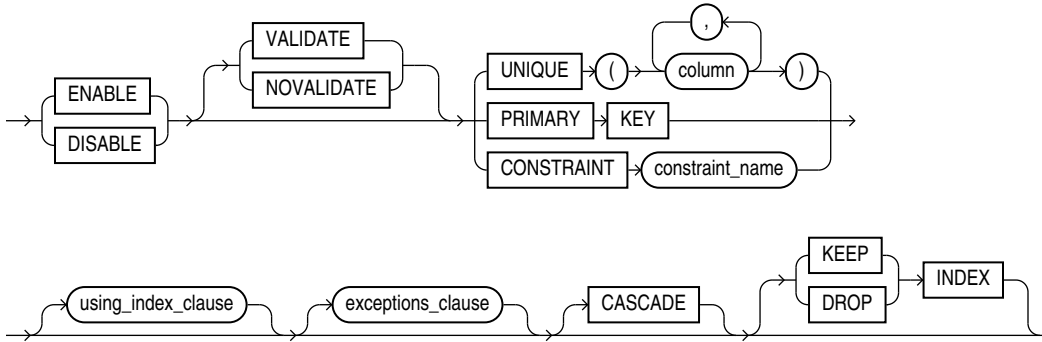 ENABLE
DISABLE
VALIDATE
NOVALIDATE
UNIQUE ( column , )
PRIMARY KEY
CONSTRAINT constraint_name
using_index_clause exceptions_clause CASCADE
KEEP
DROP
INDEX